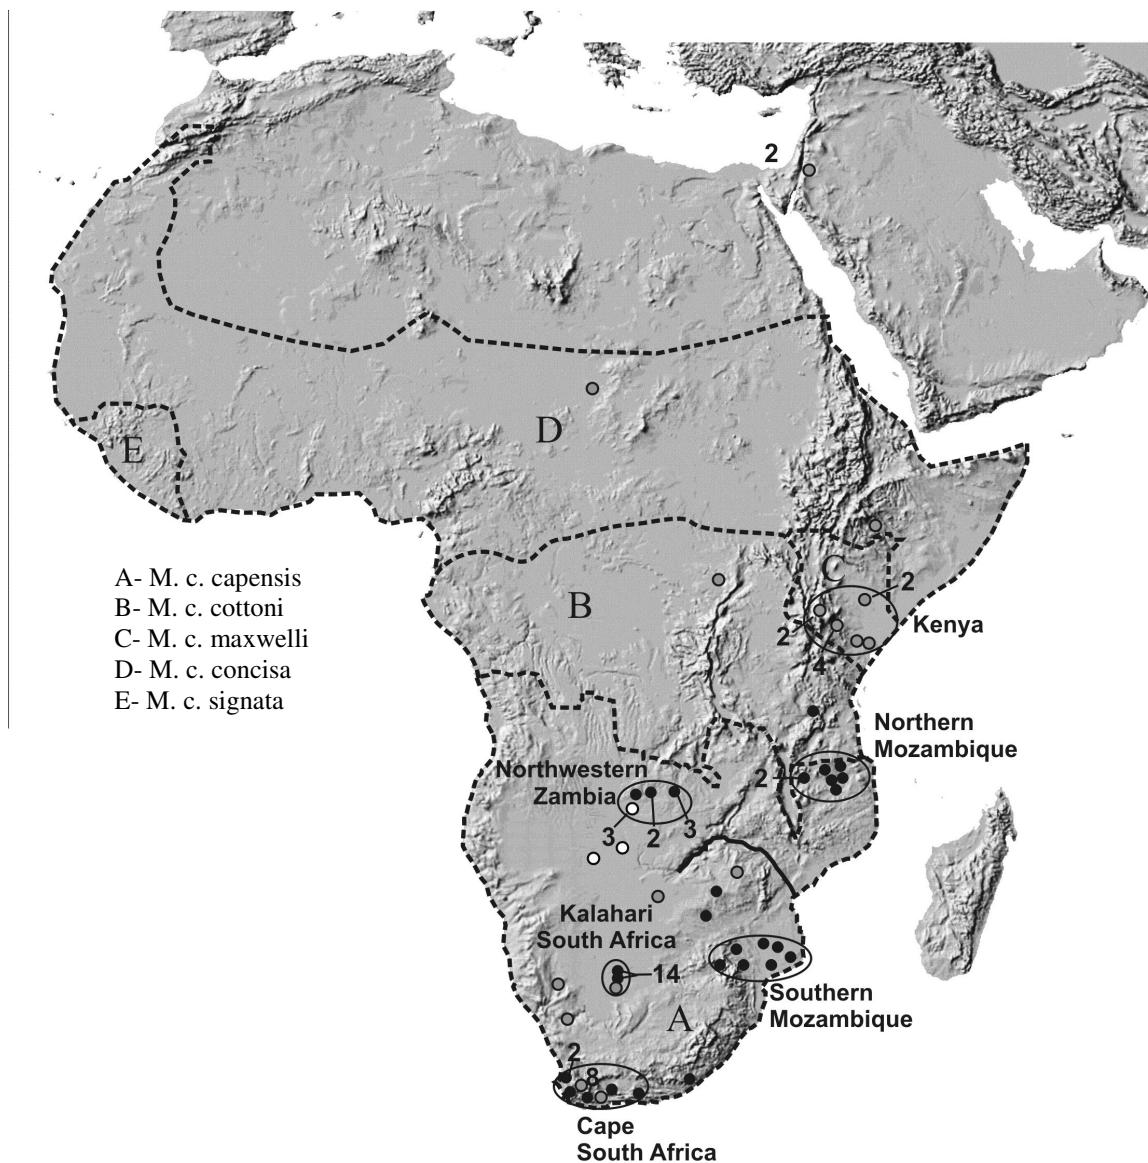 2
D
E
C
2
A- M. c. capensis
B- M. c. cottoni
C- M. c. maxwelli
D- M. c. concisa
E- M. c. signata
B
2
Kenya
4
Northern
Mozambique
2
Northwestern
Zambia
3
2
3
Kalahari
South Africa
14
Southern
Mozambique
A
2
8
Cape
South Africa